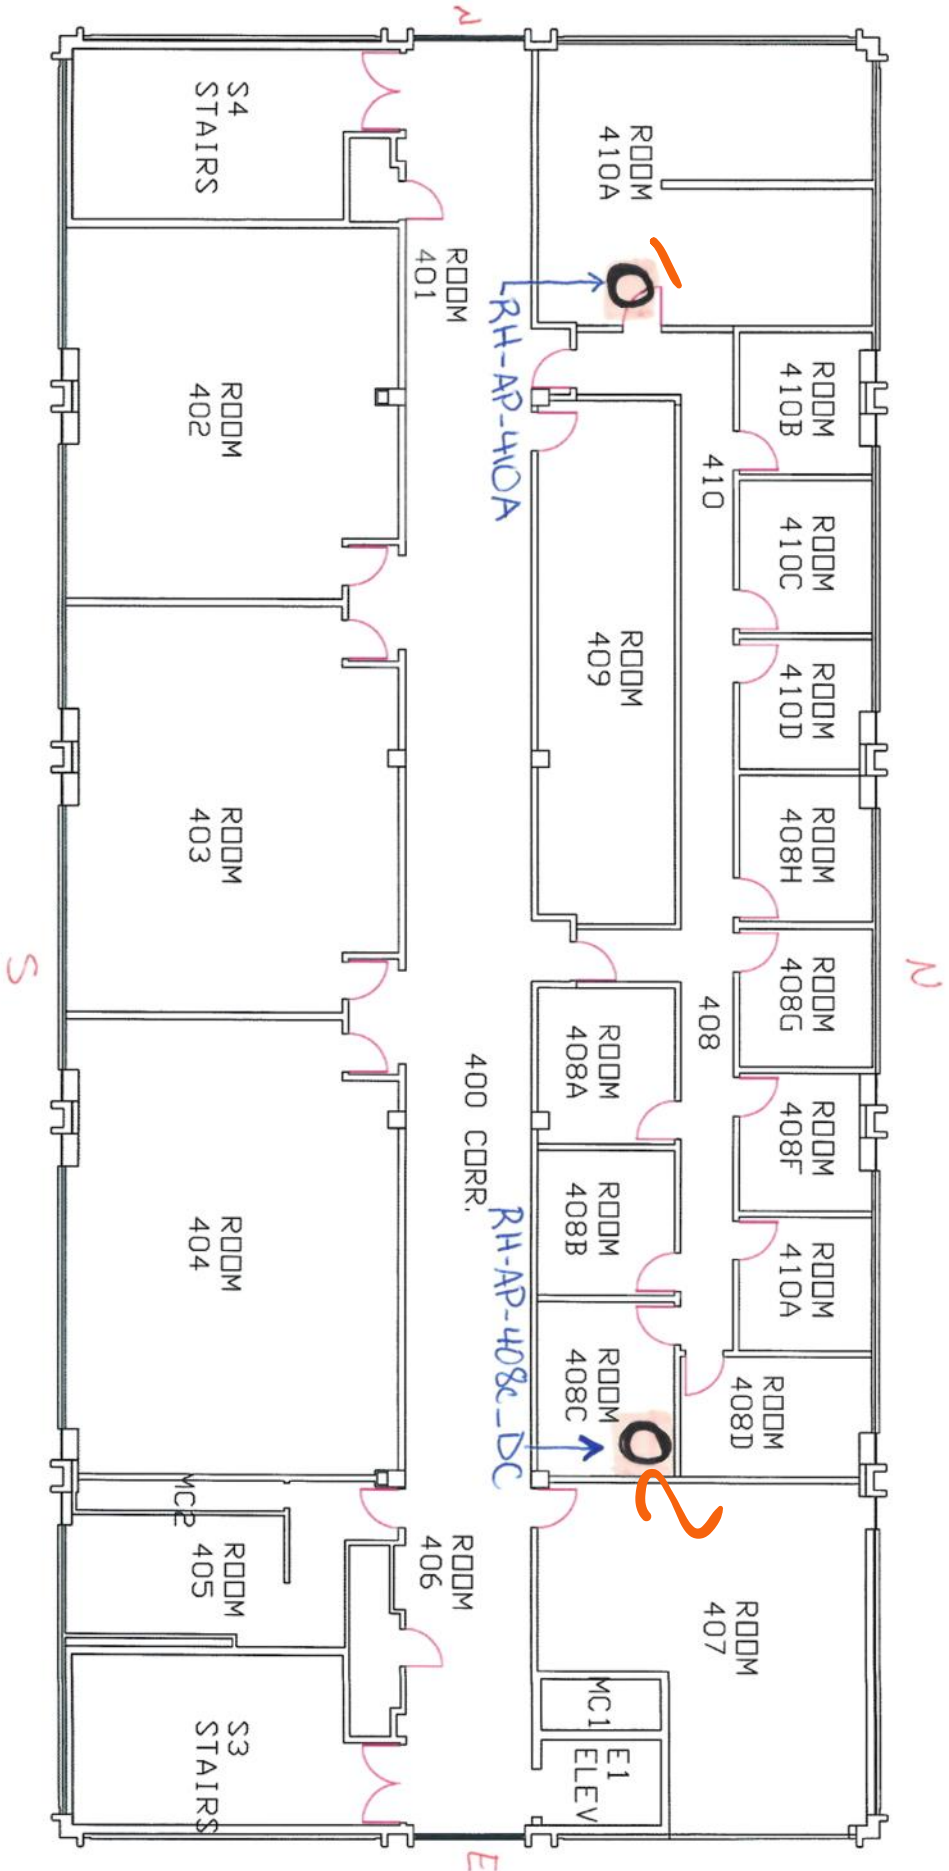 N
S4
STAIRS
ROOM
410A
1
ROOM
401
RH-AP-410A
ROOM
402
ROOM
410B
410
ROOM
410C
ROOM
409
ROOM
410D
ROOM
403
ROOM
408H
S
N
ROOM
408G
408
ROOM
408A
400 CORR.
ROOM
408F
ROOM
408B
RH-AP-408c_DC
ROOM
404
ROOM
410A
ROOM
408C
ROOM
408D
2
MC2
ROOM
405
ROOM
406
ROOM
407
MC1
E1
ELEV
S3
STAIRS
E